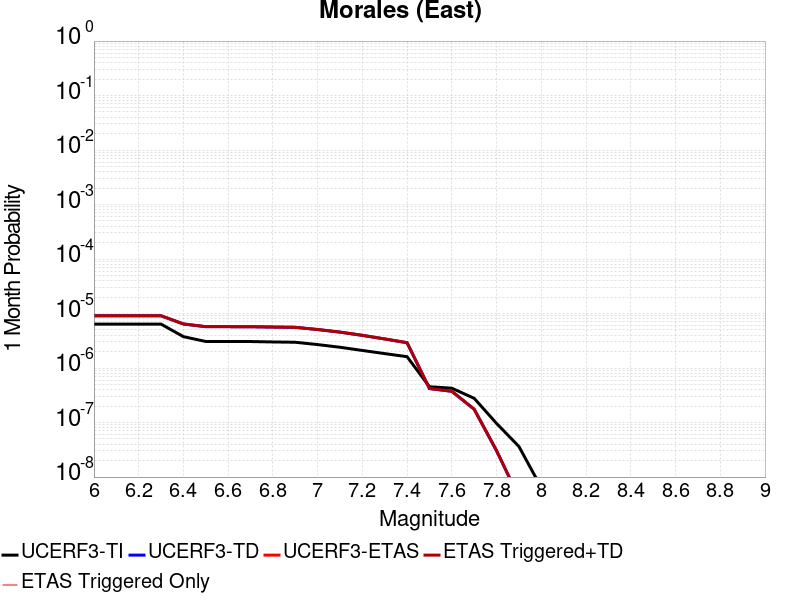 Morales (East)
10^0
10^-1
10^-2
10^-3
10^-4
10^-5
10^-6
10^-7
10^-8
1 Month Probability
6 6.2 6.4 6.6 6.8 7 7.2 7.4 7.6 7.8 8 8.2 8.4 8.6 8.8 9
Magnitude
UCERF3-TI UCERF3-TD UCERF3-ETAS ETAS Triggered+TD
ETAS Triggered Only